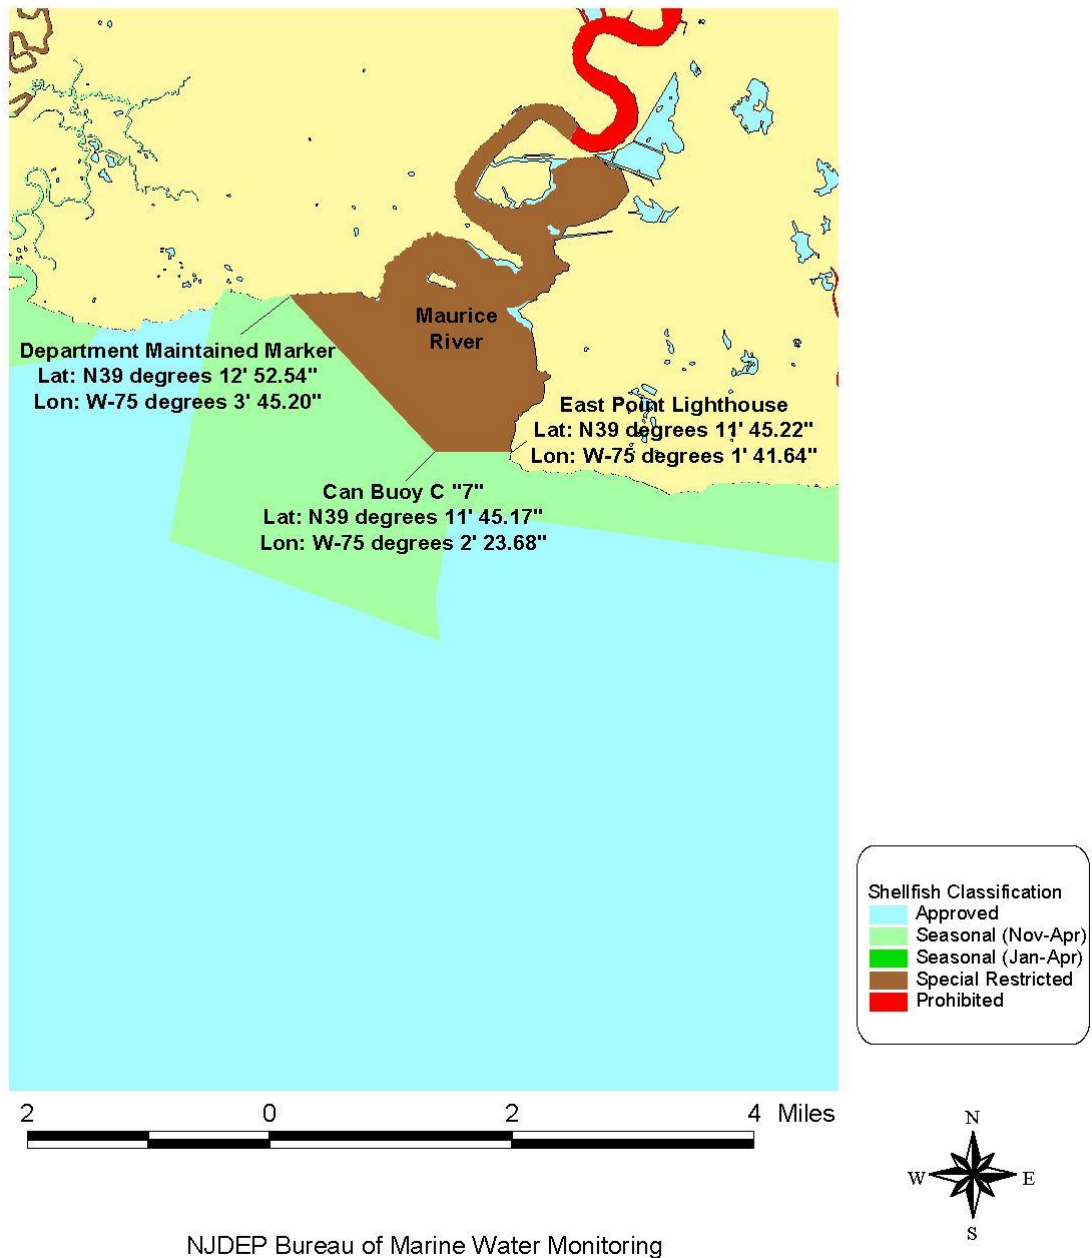 Maurice
River
Department Maintained Marker
Lat: N39 degrees 12' 52.54"
Lon: W-75 degrees 3' 45.20"
East Point Lighthouse
Lat: N39 degrees 11' 45.22"
Lon: W-75 degrees 1' 41.64"
Can Buoy C "7"
Lat: N39 degrees 11' 45.17"
Lon: W-75 degrees 2' 23.68"
Shellfish Classification
Approved
Seasonal (Nov-Apr)
Seasonal (Jan-Apr)
Special Restricted
Prohibited
2 0 2 4 Miles
N
W E
S
NJDEP Bureau of Marine Water Monitoring